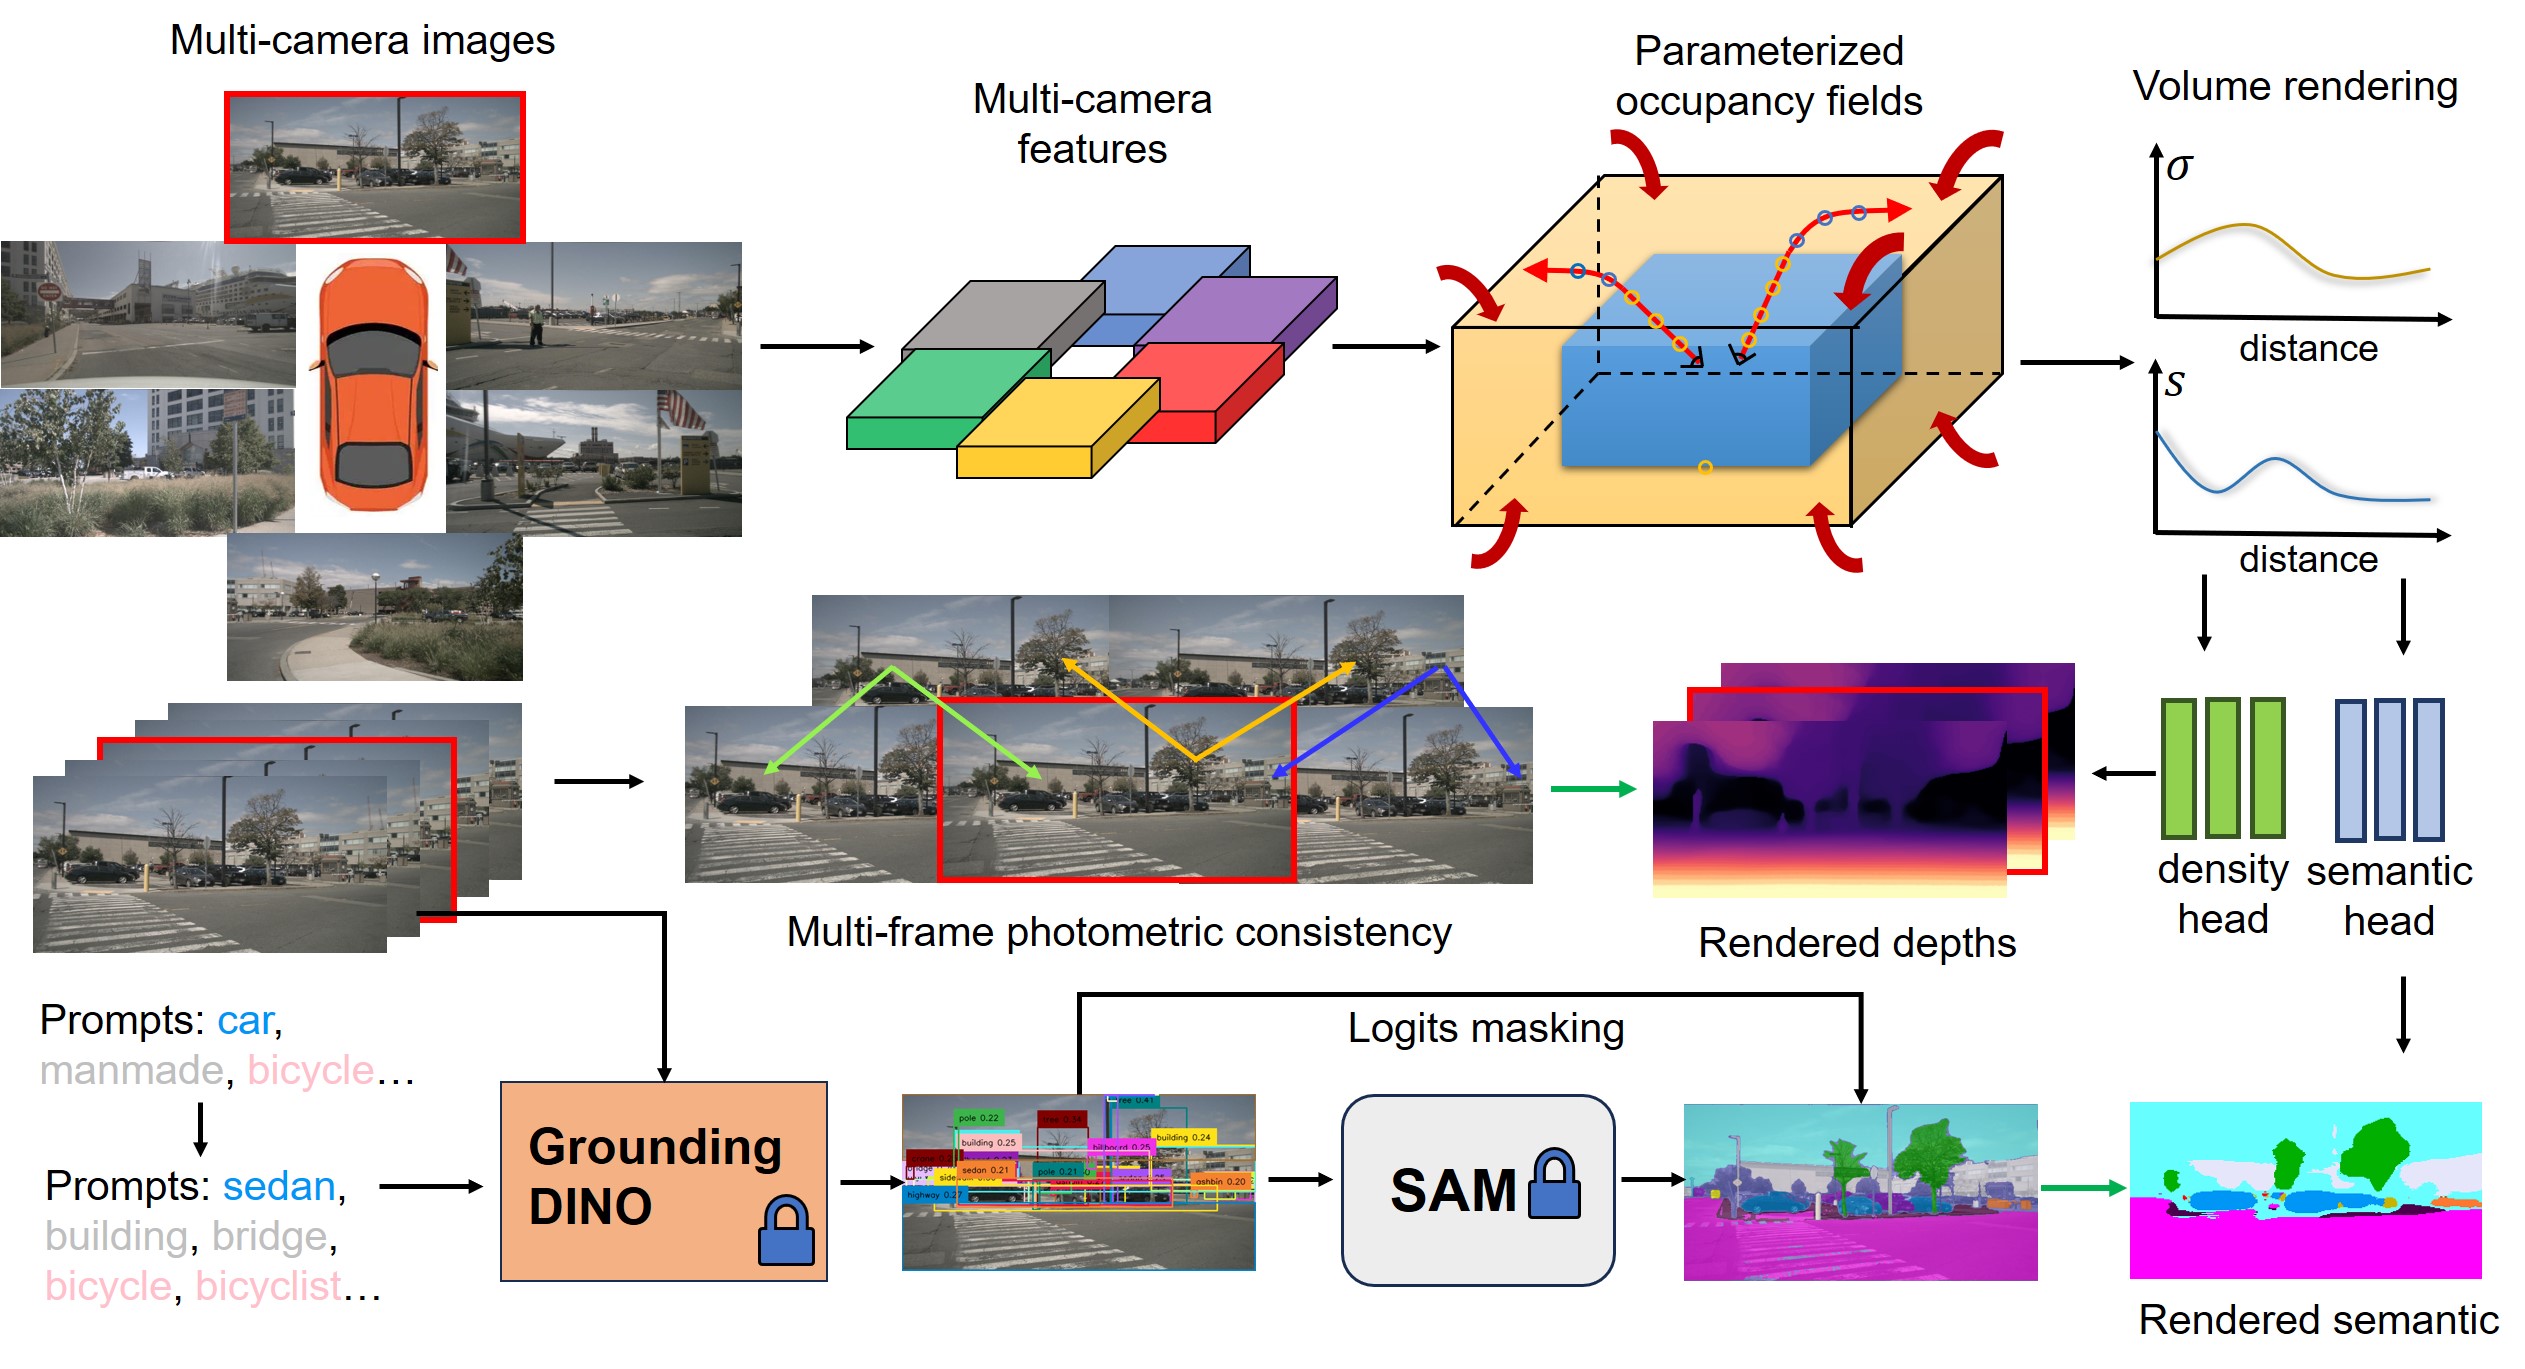 Multi-camera images
Multi-camera
features
Parameterized
occupancy fields
Volume rendering
σ
distance
s
distance
density
head
semantic
head
Multi-frame photometric consistency
Rendered depths
Prompts: car,
manmade, bicycle...
Prompts: sedan,
building, bridge,
bicycle, bicyclist...
Grounding
DINO
pole 0.22
building 0.25
building 0.24
billboard 0.25
sedan 0.21
pole 0.21
ashbin 0.20
highway 0.27
Logits masking
SAM
Rendered semantic